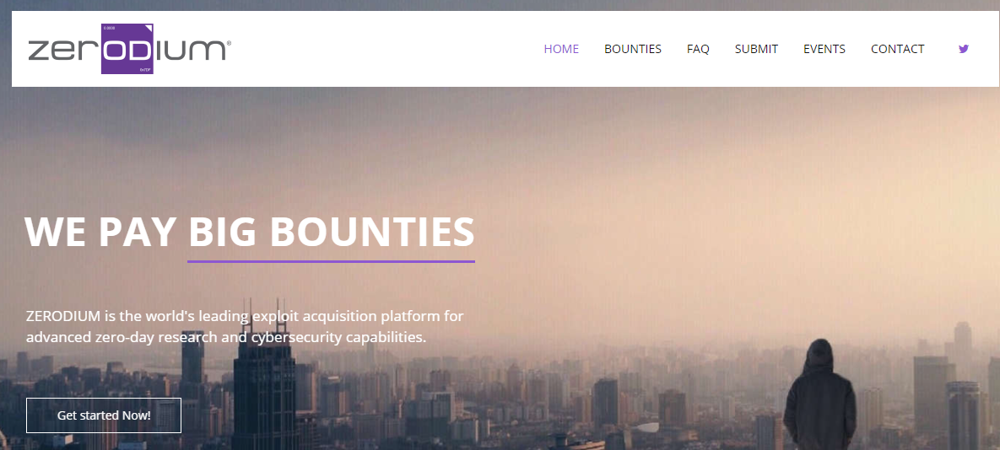 zerODium®
HOME
BOUNTIES
FAQ
SUBMIT
EVENTS
CONTACT
WE PAY BIG BOUNTIES
ZERODIUM is the world's leading exploit acquisition platform for
advanced zero-day research and cybersecurity capabilities.
Get started Now!